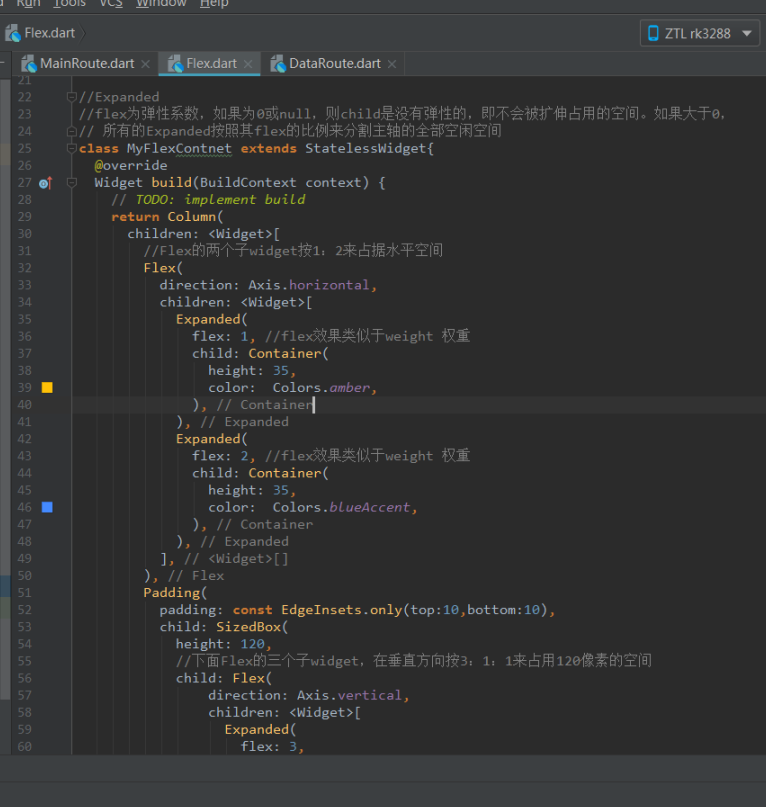 Run Tools VCS Window Help
Flex.dart
ZTL rk3288
MainRoute.dart
Flex.dart
DataRoute.dart
21
22 //Expanded
23 //flex为弹性系数，如果为0或null，则child是没有弹性的，即不会被扩伸占用的空间。如果大于0，
24 // 所有的Expanded按照其flex的比例来分割主轴的全部空闲空间
25 class MyFlexContnet extends StatelessWidget{
26 @override
27 Widget build(BuildContext context) {
28 // TODO: implement build
29 return Column(
30 children: <Widget>[
31 //Flex的两个子widget按1：2来占据水平空间
32 Flex(
33 direction: Axis.horizontal,
34 children: <Widget>[
35 Expanded(
36 flex: 1, //flex效果类似于weight 权重
37 child: Container(
38 height: 35,
39 color:  Colors.amber,
40 ), // Container
41 ), // Expanded
42 Expanded(
43 flex: 2, //flex效果类似于weight 权重
44 child: Container(
45 height: 35,
46 color:  Colors.blueAccent,
47 ), // Container
48 ), // Expanded
49 ], // <Widget>[]
50 ), // Flex
51 Padding(
52 padding: const EdgeInsets.only(top:10,bottom:10),
53 child: SizedBox(
54 height: 120,
55 //下面Flex的三个子widget，在垂直方向按3：1：1来占用120像素的空间
56 child: Flex(
57 direction: Axis.vertical,
58 children: <Widget>[
59 Expanded(
60 flex: 3,